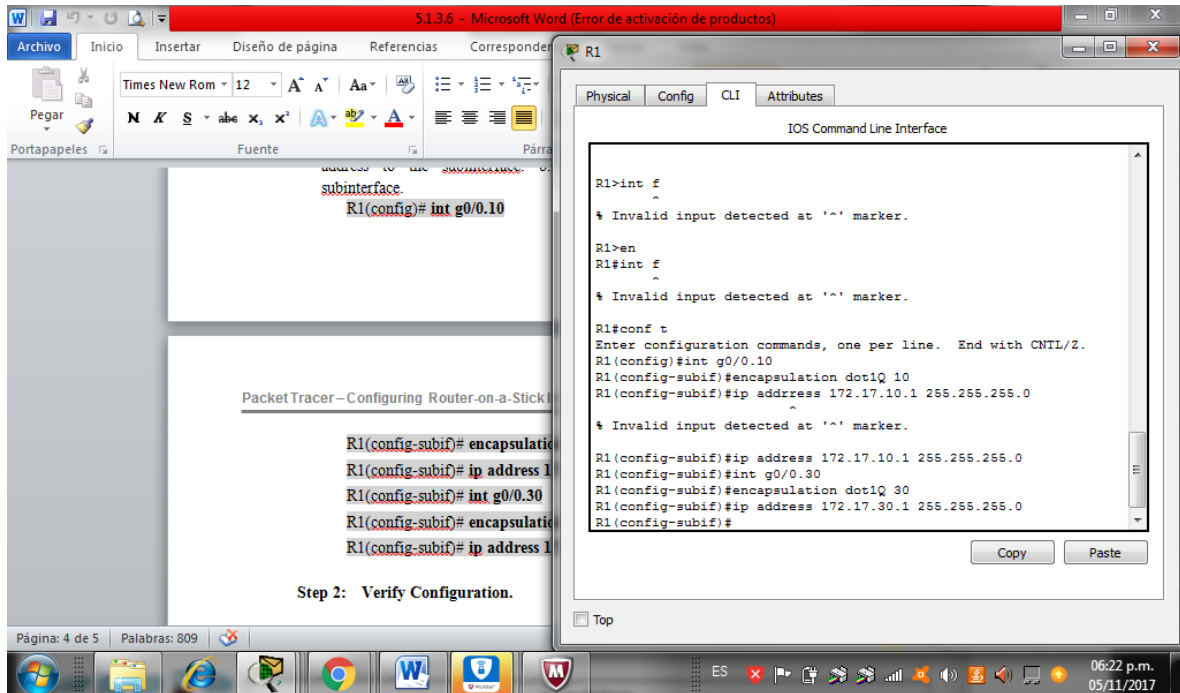 5.1.3.6 - Microsoft Word (Error de activación de productos)
Archivo Inicio Insertar Diseño de página Referencias
Times New Rom 12 A A Aa
Pegar
N K S abc x₂ x² A ab A
Portapapeles Fuente
subinterface.
R1(config)# int g0/0.10
Packet Tracer – Configuring Router-on-a-Stick
R1(config-subif)#
R1(config-subif)# ip address
R1(config-subif)# int g0/0.30
R1(config-subif)#
R1(config-subif)# ip address
Step 2: Verify Configuration.
Página: 4 de 5 Palabras: 809
R1
Physical Config CLI Attributes
IOS Command Line Interface
R1>int f
^
% Invalid input detected at '^' marker.
R1>en
R1#int f
^
% Invalid input detected at '^' marker.
R1#conf t
Enter configuration commands, one per line. End with CNTL/Z.
R1(config)#int g0/0.10
R1(config-subif)#encapsulation dot1Q 10
R1(config-subif)#ip adrress 172.17.10.1 255.255.255.0
^
% Invalid input detected at '^' marker.
R1(config-subif)#ip address 172.17.10.1 255.255.255.0
R1(config-subif)#int g0/0.30
R1(config-subif)#encapsulation dot1Q 30
R1(config-subif)#ip address 172.17.30.1 255.255.255.0
R1(config-subif)#
Copy Paste
Top
ES
06:22 p.m.
05/11/2017